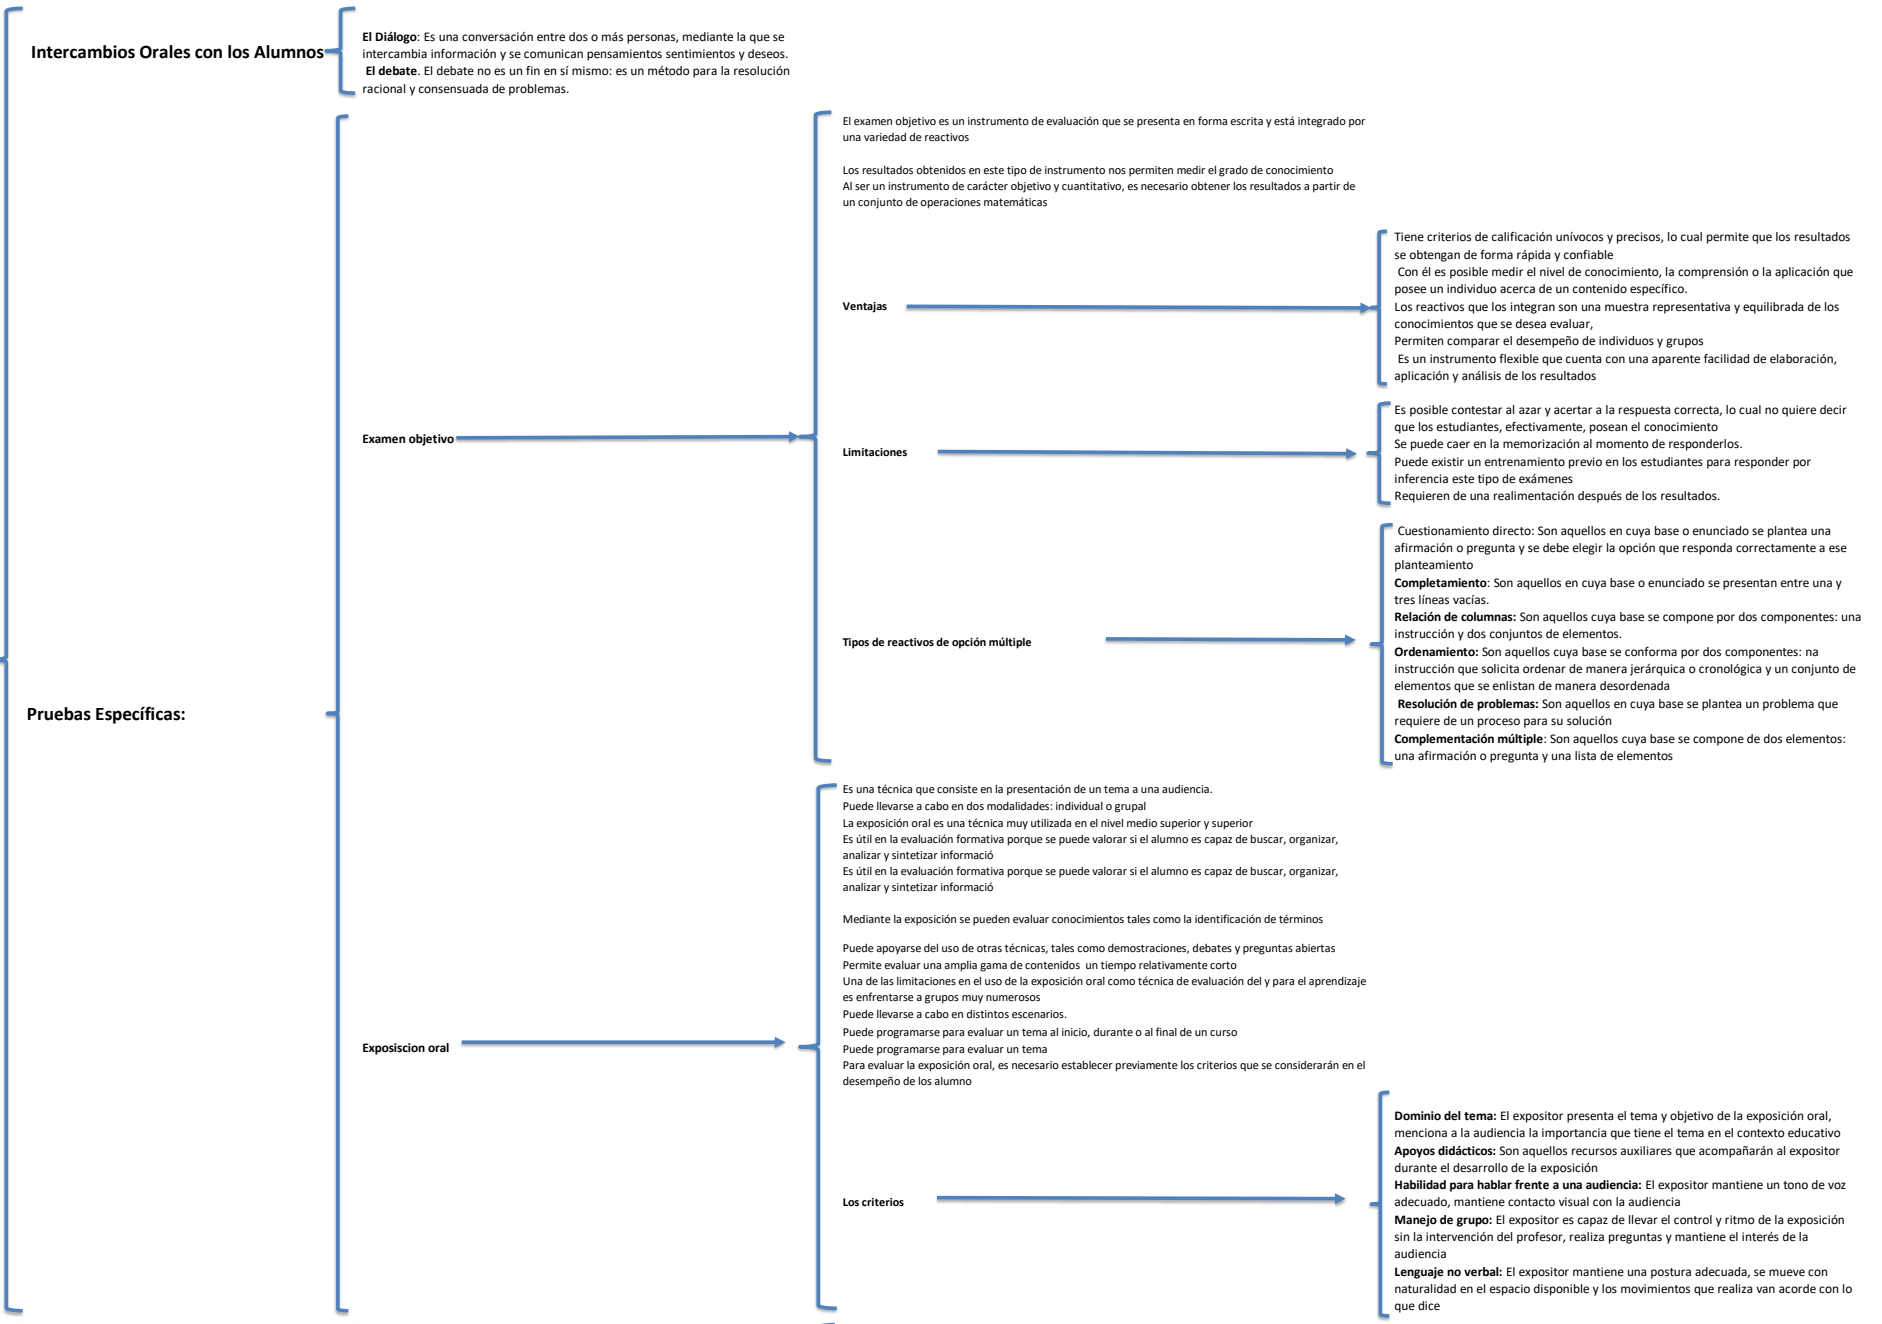 Intercambios Orales con los Alumnos
El Diálogo: Es una conversación entre dos o más personas, mediante la que se
intercambia información y se comunican pensamientos sentimientos y deseos.
El debate. El debate no es un fin en sí mismo: es un método para la resolución
racional y consensuada de problemas.
Pruebas Específicas:
Examen objetivo
El examen objetivo es un instrumento de evaluación que se presenta en forma escrita y está integrado por
una variedad de reactivos
Los resultados obtenidos en este tipo de instrumento nos permiten medir el grado de conocimiento
Al ser un instrumento de carácter objetivo y cuantitativo, es necesario obtener los resultados a partir de
un conjunto de operaciones matemáticas
Ventajas
Tiene criterios de calificación unívocos y precisos, lo cual permite que los resultados
se obtengan de forma rápida y confiable
Con él es posible medir el nivel de conocimiento, la comprensión o la aplicación que
posee un individuo acerca de un contenido específico.
Los reactivos que los integran son una muestra representativa y equilibrada de los
conocimientos que se desea evaluar,
Permiten comparar el desempeño de individuos y grupos
Es un instrumento flexible que cuenta con una aparente facilidad de elaboración,
aplicación y análisis de los resultados
Limitaciones
Es posible contestar al azar y acertar a la respuesta correcta, lo cual no quiere decir
que los estudiantes, efectivamente, posean el conocimiento
Se puede caer en la memorización al momento de responderlos.
Puede existir un entrenamiento previo en los estudiantes para responder por
inferencia este tipo de exámenes
Requieren de una realimentación después de los resultados.
Tipos de reactivos de opción múltiple
Cuestionamiento directo: Son aquellos en cuya base o enunciado se plantea una
afirmación o pregunta y se debe elegir la opción que responda correctamente a ese
planteamiento
Completamiento: Son aquellos en cuya base o enunciado se presentan entre una y
tres líneas vacías.
Relación de columnas: Son aquellos cuya base se compone por dos componentes: una
instrucción y dos conjuntos de elementos.
Ordenamiento: Son aquellos cuya base se conforma por dos componentes: na
instrucción que solicita ordenar de manera jerárquica o cronológica y un conjunto de
elementos que se enlistan de manera desordenada
Resolución de problemas: Son aquellos en cuya base se plantea un problema que
requiere de un proceso para su solución
Complementación múltiple: Son aquellos cuya base se compone de dos elementos:
una afirmación o pregunta y una lista de elementos
Exposiscion oral
Es una técnica que consiste en la presentación de un tema a una audiencia.
Puede llevarse a cabo en dos modalidades: individual o grupal
La exposición oral es una técnica muy utilizada en el nivel medio superior y superior
Es útil en la evaluación formativa porque se puede valorar si el alumno es capaz de buscar, organizar,
analizar y sintetizar informació
Es útil en la evaluación formativa porque se puede valorar si el alumno es capaz de buscar, organizar,
analizar y sintetizar informació
Mediante la exposición se pueden evaluar conocimientos tales como la identificación de términos
Puede apoyarse del uso de otras técnicas, tales como demostraciones, debates y preguntas abiertas
Permite evaluar una amplia gama de contenidos  un tiempo relativamente corto
Una de las limitaciones en el uso de la exposición oral como técnica de evaluación del y para el aprendizaje
es enfrentarse a grupos muy numerosos
Puede llevarse a cabo en distintos escenarios.
Puede programarse para evaluar un tema al inicio, durante o al final de un curso
Puede programarse para evaluar un tema
Para evaluar la exposición oral, es necesario establecer previamente los criterios que se considerarán en el
desempeño de los alumno
Los criterios
Dominio del tema: El expositor presenta el tema y objetivo de la exposición oral,
menciona a la audiencia la importancia que tiene el tema en el contexto educativo
Apoyos didácticos: Son aquellos recursos auxiliares que acompañarán al expositor
durante el desarrollo de la exposición
Habilidad para hablar frente a una audiencia: El expositor mantiene un tono de voz
adecuado, mantiene contacto visual con la audiencia
Manejo de grupo: El expositor es capaz de llevar el control y ritmo de la exposición
sin la intervención del profesor, realiza preguntas y mantiene el interés de la
audiencia
Lenguaje no verbal: El expositor mantiene una postura adecuada, se mueve con
naturalidad en el espacio disponible y los movimientos que realiza van acorde con lo
que dice